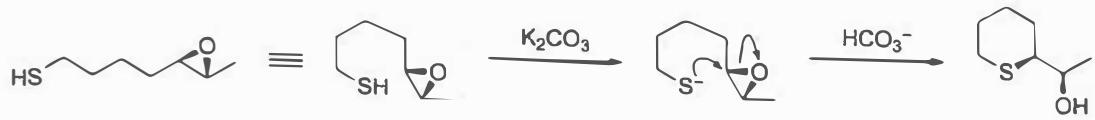 HS
O
≡
SH
O
K₂CO₃
S⁻
O
HCO₃⁻
S
OH